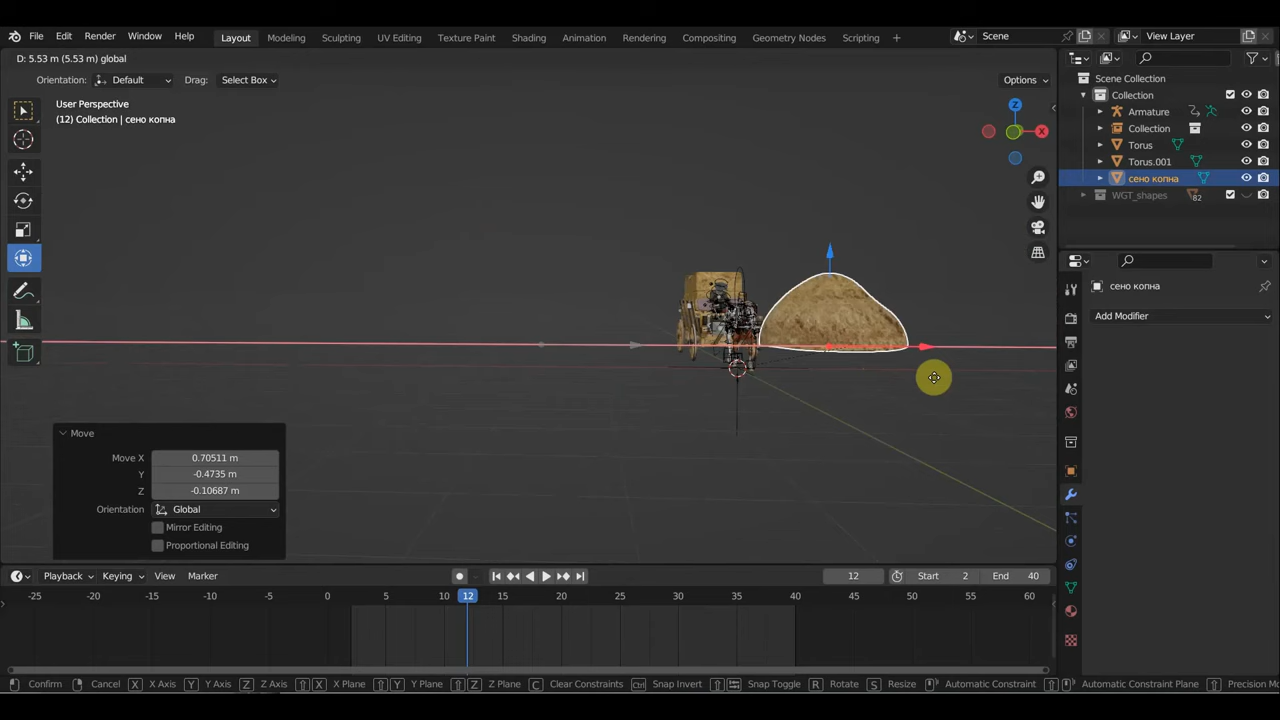 File Edit Render Window Help Layout Modeling Sculpting UV Editing Texture Paint Shading Animation Rendering Compositing Geometry Nodes Scripting + Scene View Layer
D: 5.53 m (5.53 m) global
Orientation: Default Drag: Select Box Options
User Perspective
(12) Collection | сено копна
Z
X
Scene Collection
Collection
Armature
Collection
Torus
Torus.001
сено копна
WGT_shapes 82
сено копна
Add Modifier
Move
Move X 0.70511 m
Y -0.4735 m
Z -0.10687 m
Orientation Global
Mirror Editing
Proportional Editing
Playback Keying View Marker 12 Start 2 End 40
-25 -20 -15 -10 -5 0 5 10 12 15 20 25 30 35 40 45 50 55 60
Confirm Cancel X X Axis Y Y Axis Z Z Axis X X Plane Y Y Plane Z Z Plane C Clear Constraints Ctrl Snap Invert Snap Toggle R Rotate S Resize Automatic Constraint Automatic Constraint Plane Precision Mo